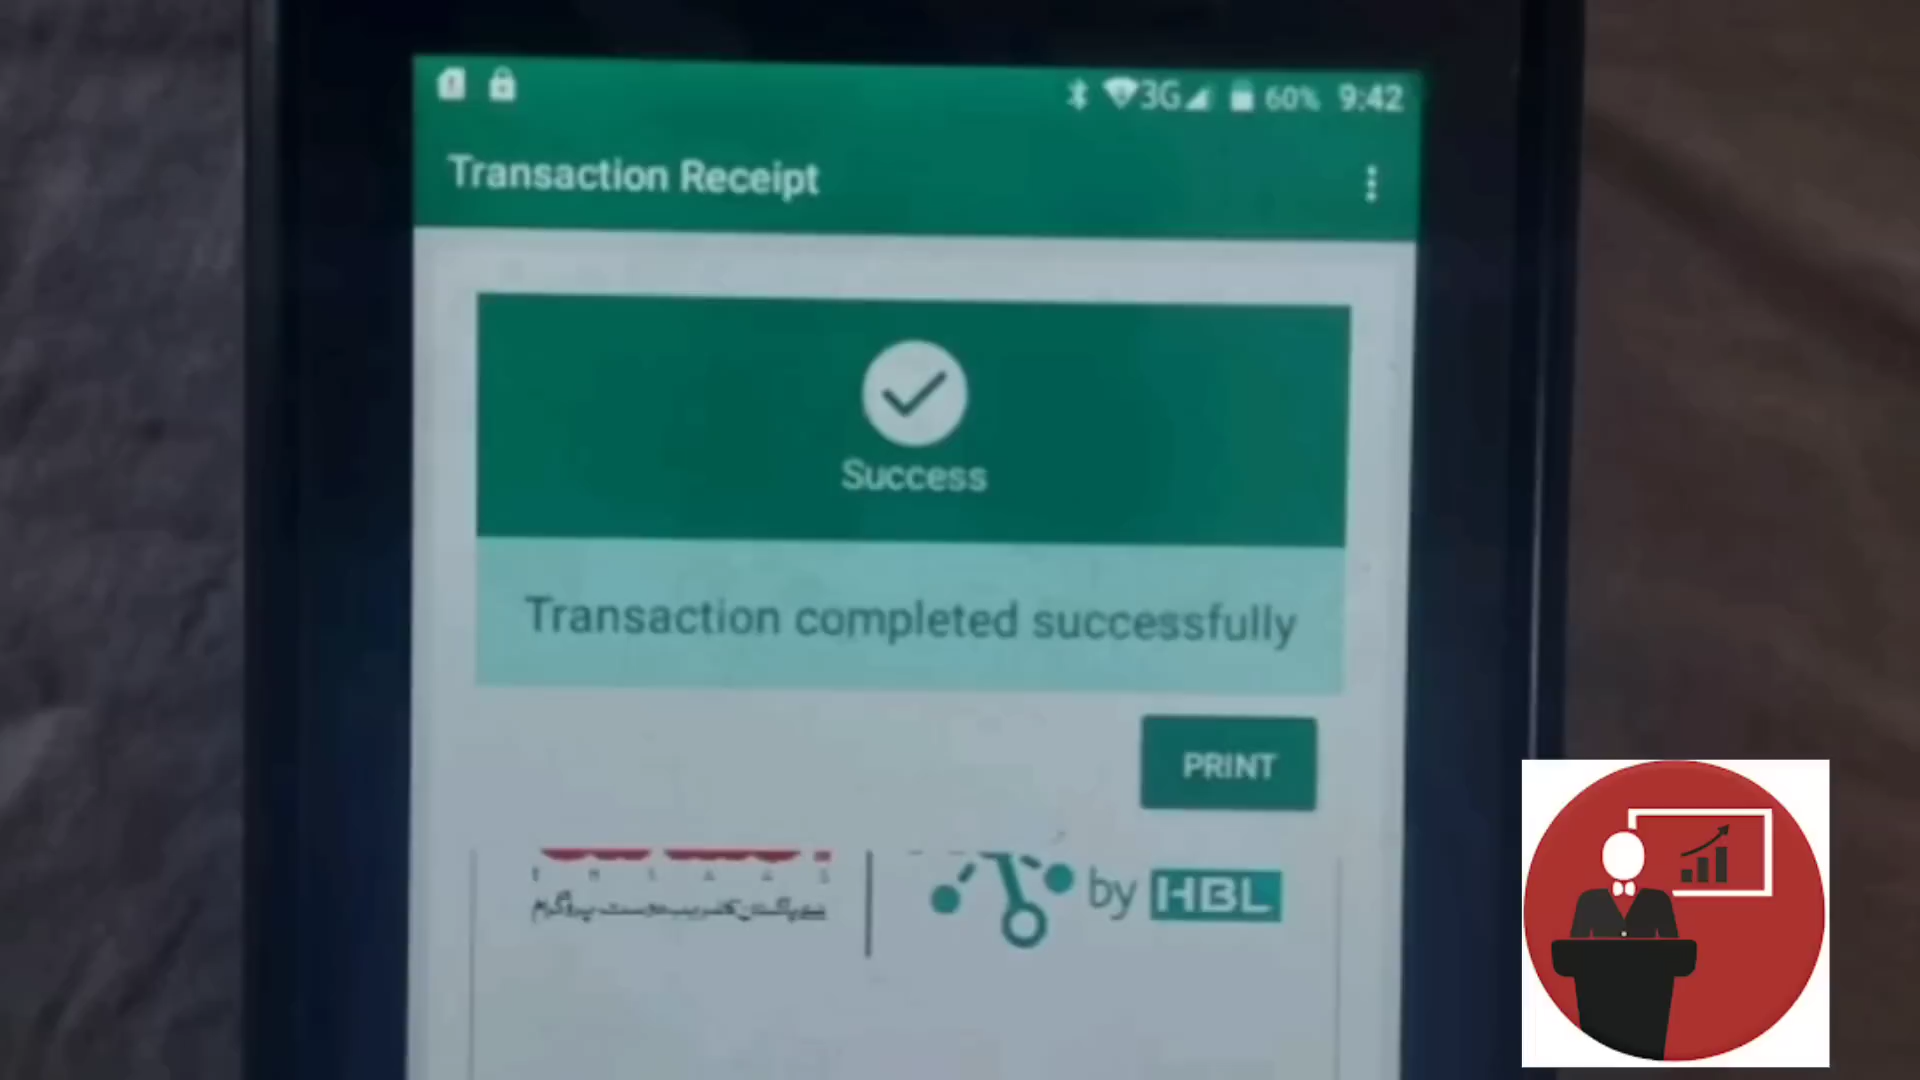 3G 60% 9:42
Transaction Receipt
Success
Transaction completed successfully
PRINT
by HBL